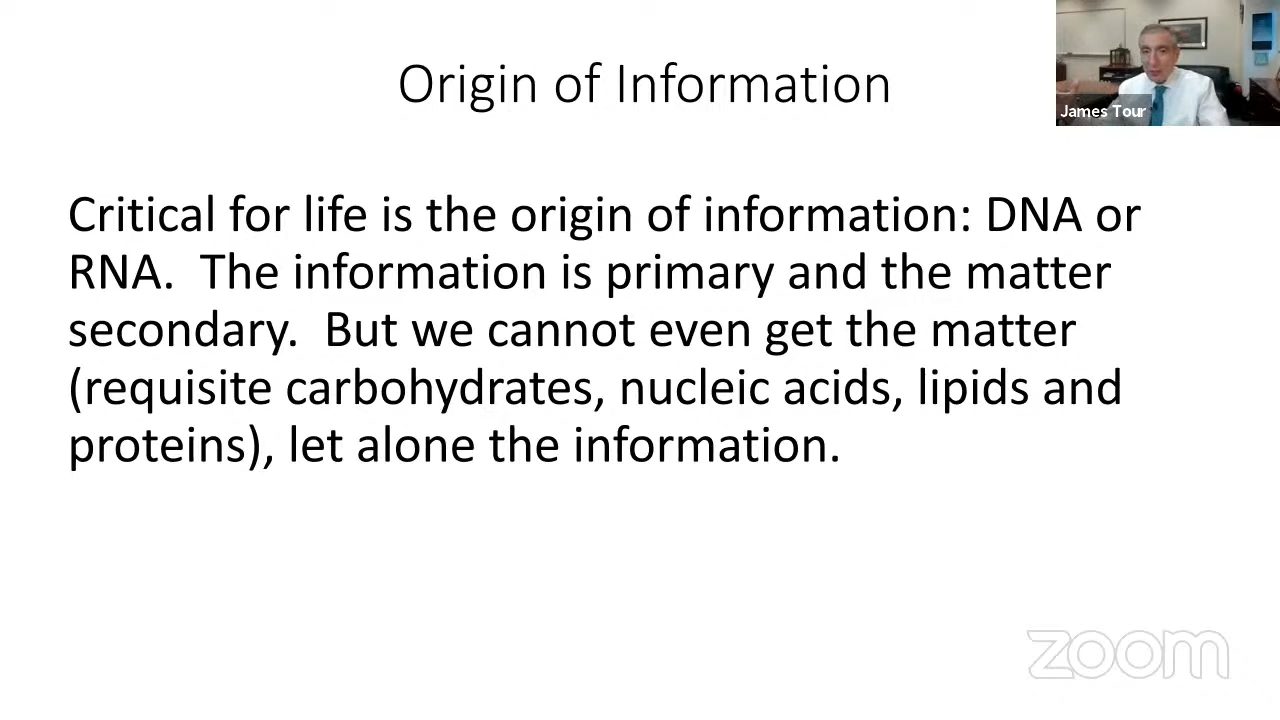 Origin of Information
James Tour
Critical for life is the origin of information: DNA or
RNA.  The information is primary and the matter
secondary.  But we cannot even get the matter
(requisite carbohydrates, nucleic acids, lipids and
proteins), let alone the information.
zoom